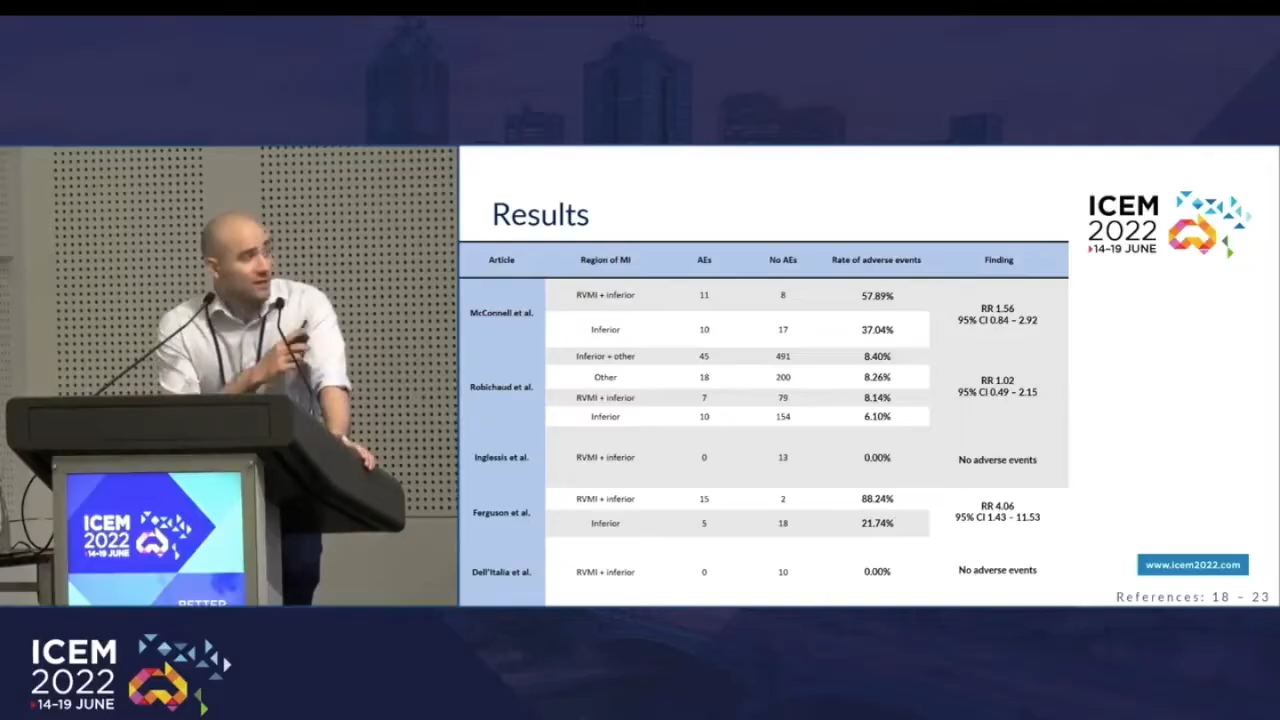 Results
ICEM
2022
14-19 JUNE
Article Region of MI AEs No AEs Rate of adverse events Finding
McConnell et al.
RVMI + inferior 11 8 57.89%
Inferior 10 17 37.04%
RR 1.56
95% CI 0.84 – 2.92
Robichaud et al.
Inferior + other 45 491 8.40%
Other 18 200 8.26%
RVMI + inferior 7 79 8.14%
Inferior 10 154 6.10%
RR 1.02
95% CI 0.49 – 2.15
Inglessis et al. RVMI + inferior 0 13 0.00% No adverse events
Ferguson et al.
RVMI + inferior 15 2 88.24%
Inferior 5 18 21.74%
RR 4.06
95% CI 1.43 – 11.53
Dell'Italia et al. RVMI + inferior 0 10 0.00% No adverse events
www.icem2022.com
References: 18 – 23
ICEM
2022
14-19 JUNE
BETTER
ICEM
2022
14-19 JUNE